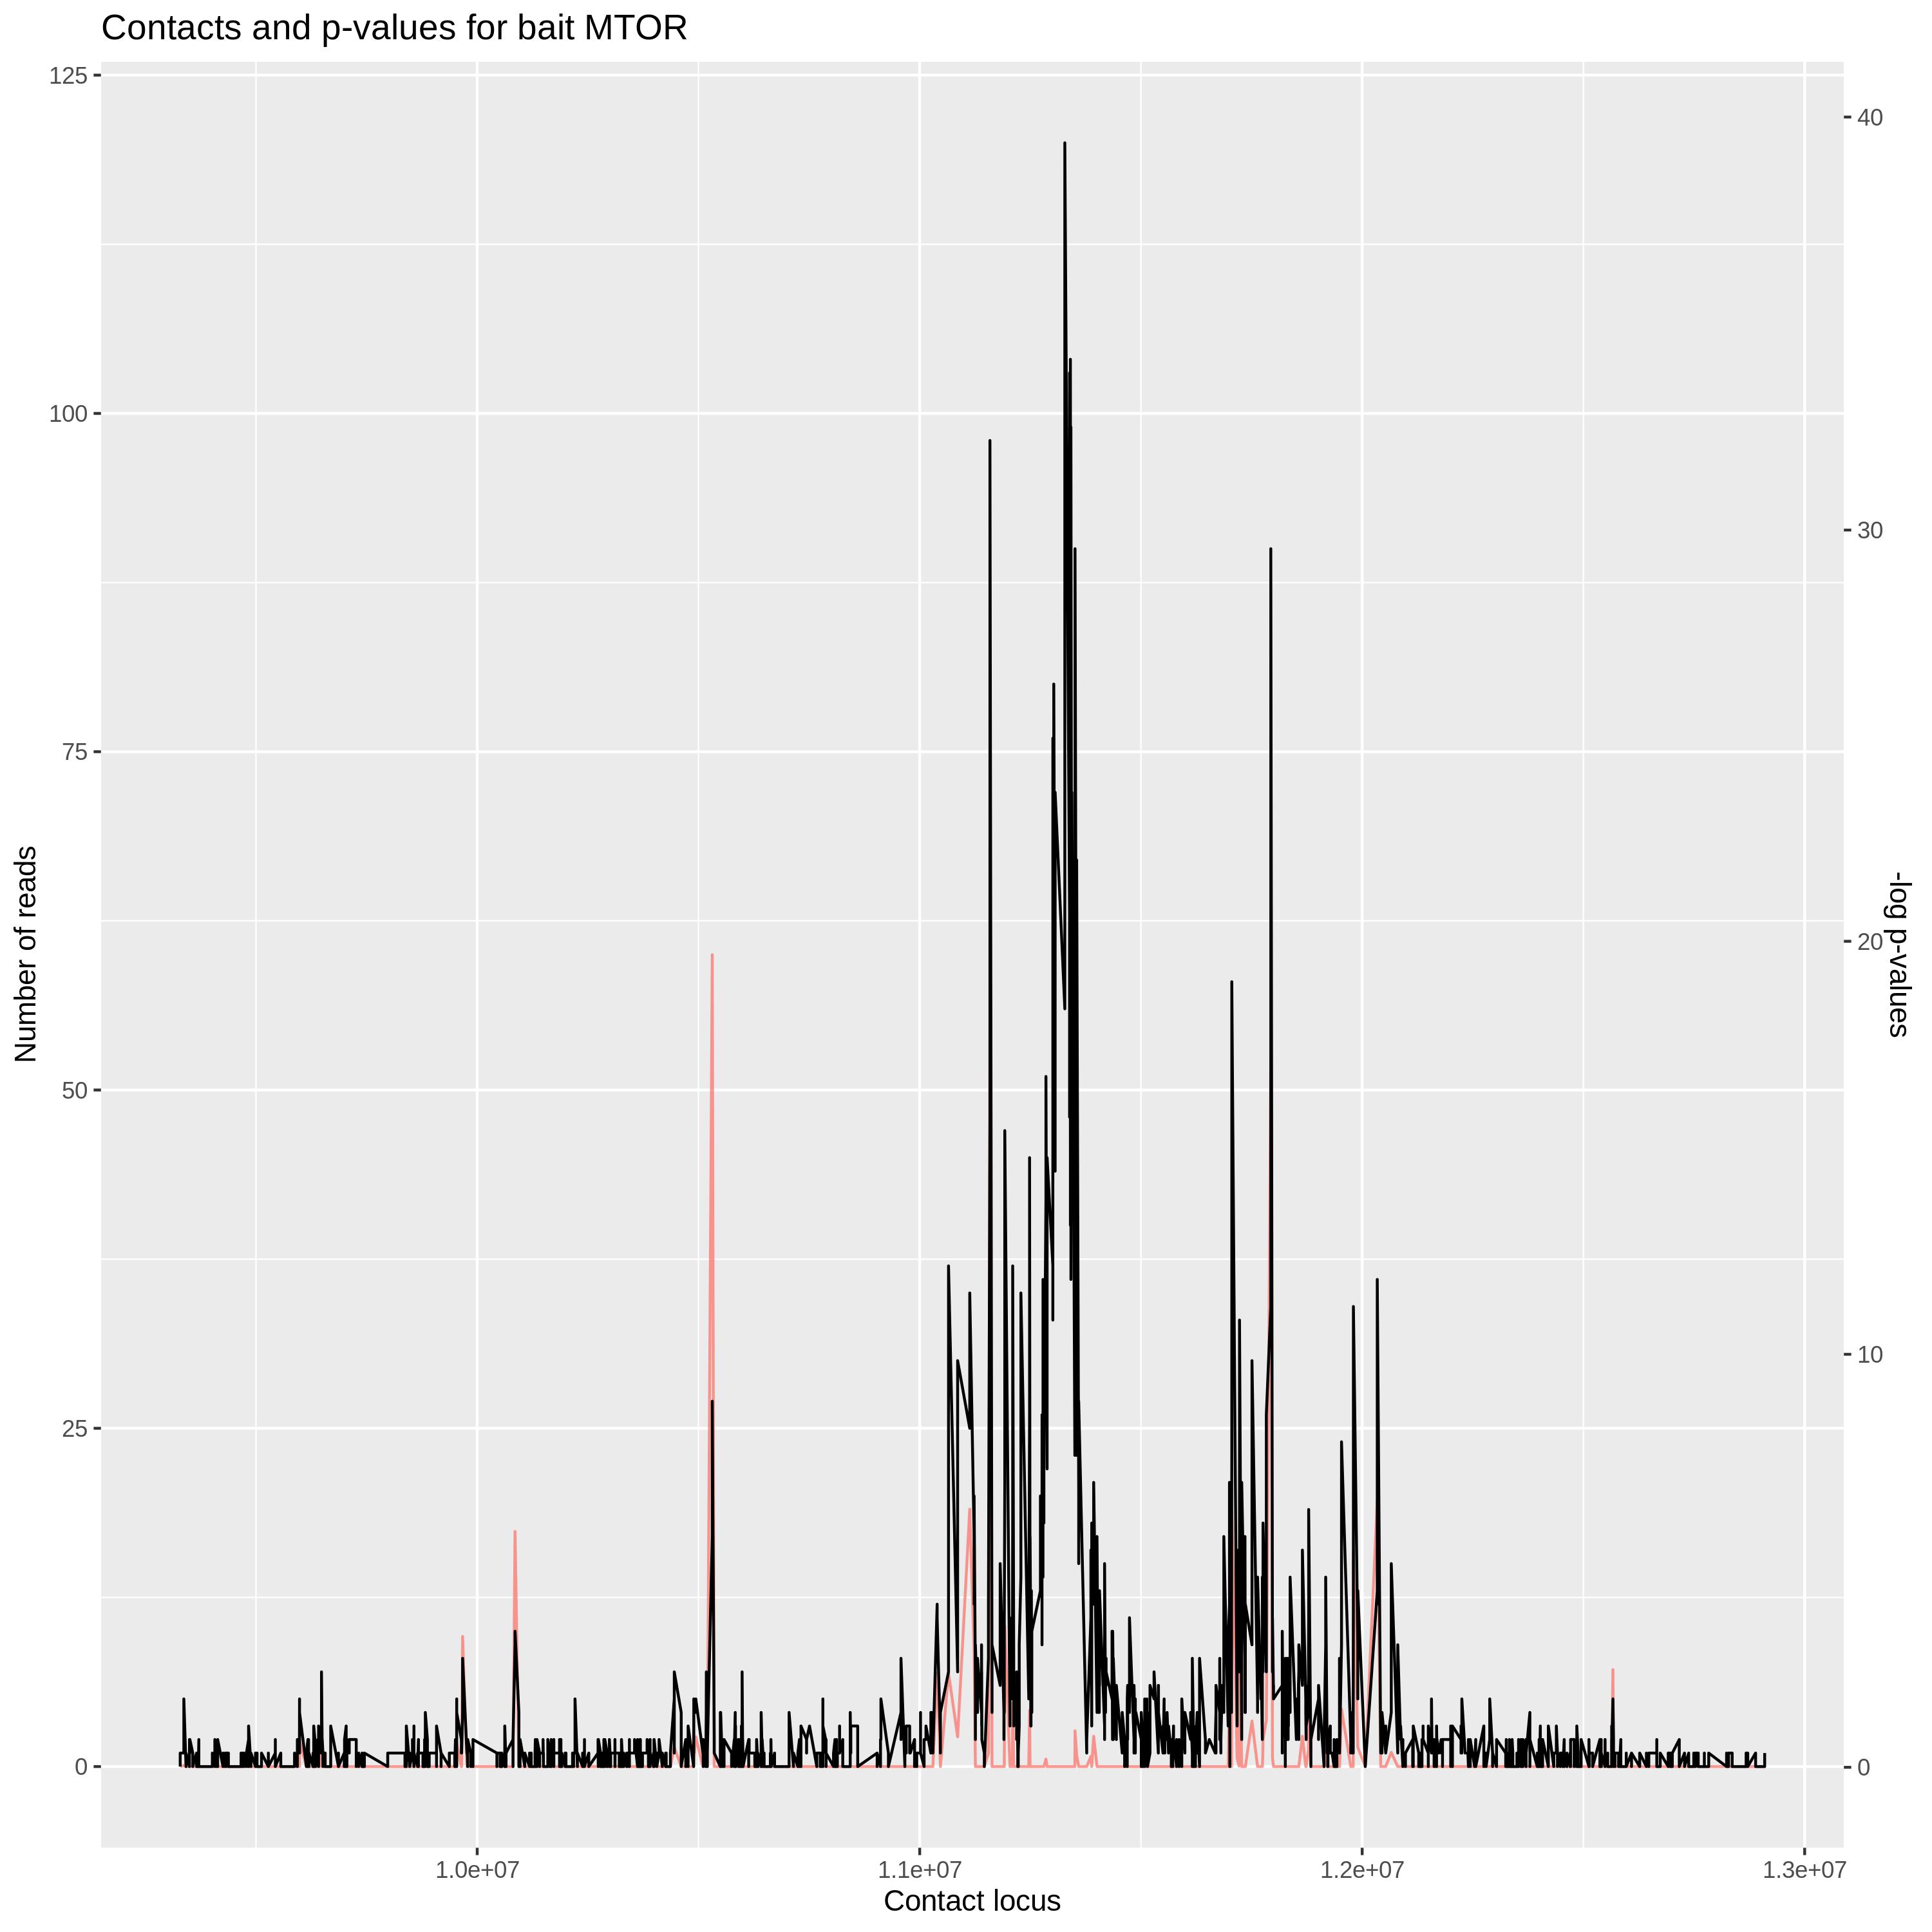 Contacts and p-values for bait MTOR
125
100
75
50
25
0
Number of reads
40
30
20
10
0
-log p-values
1.0e+07
1.1e+07
1.2e+07
1.3e+07
Contact locus